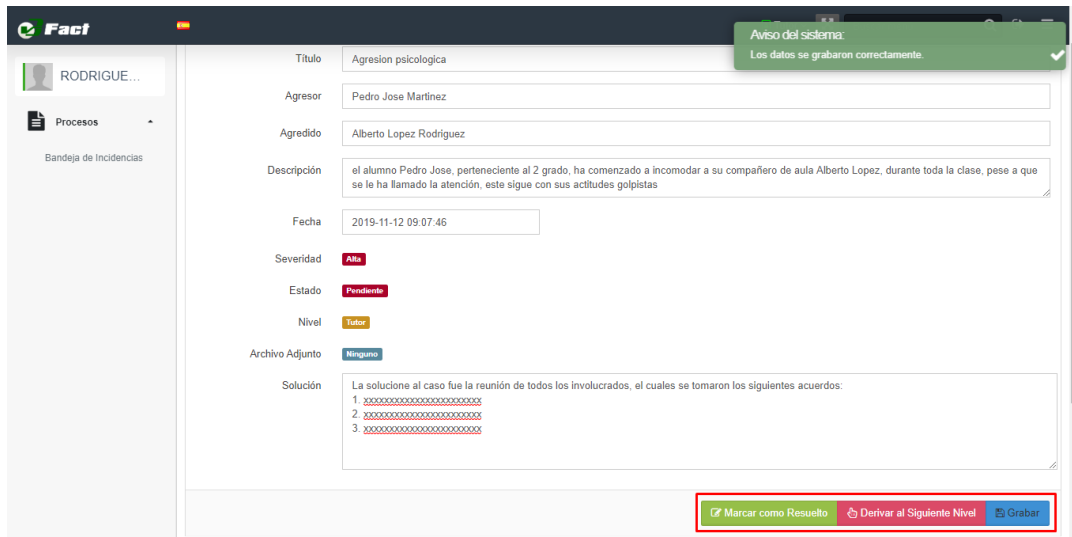 Fact
Aviso del sistema:
Los datos se grabaron correctamente.
RODRIGUE...
Procesos
Bandeja de Incidencias
Título
Agresion psicologica
Agresor
Pedro Jose Martinez
Agredido
Alberto Lopez Rodriguez
Descripción
el alumno Pedro Jose, perteneciente al 2 grado, ha comenzado a incomodar a su compañero de aula Alberto Lopez, durante toda la clase, pese a que
se le ha llamado la atención, este sigue con sus actitudes golpistas
Fecha
2019-11-12 09:07:46
Severidad
Alta
Estado
Pendiente
Nivel
Tutor
Archivo Adjunto
Ninguno
Solución
La solucione al caso fue la reunión de todos los involucrados, el cuales se tomaron los siguientes acuerdos:
1. xxxxxxxxxxxxxxxxxxxxxxx
2. xxxxxxxxxxxxxxxxxxxxxxx
3. xxxxxxxxxxxxxxxxxxxxxxx
Marcar como Resuelto
Derivar al Siguiente Nivel
Grabar